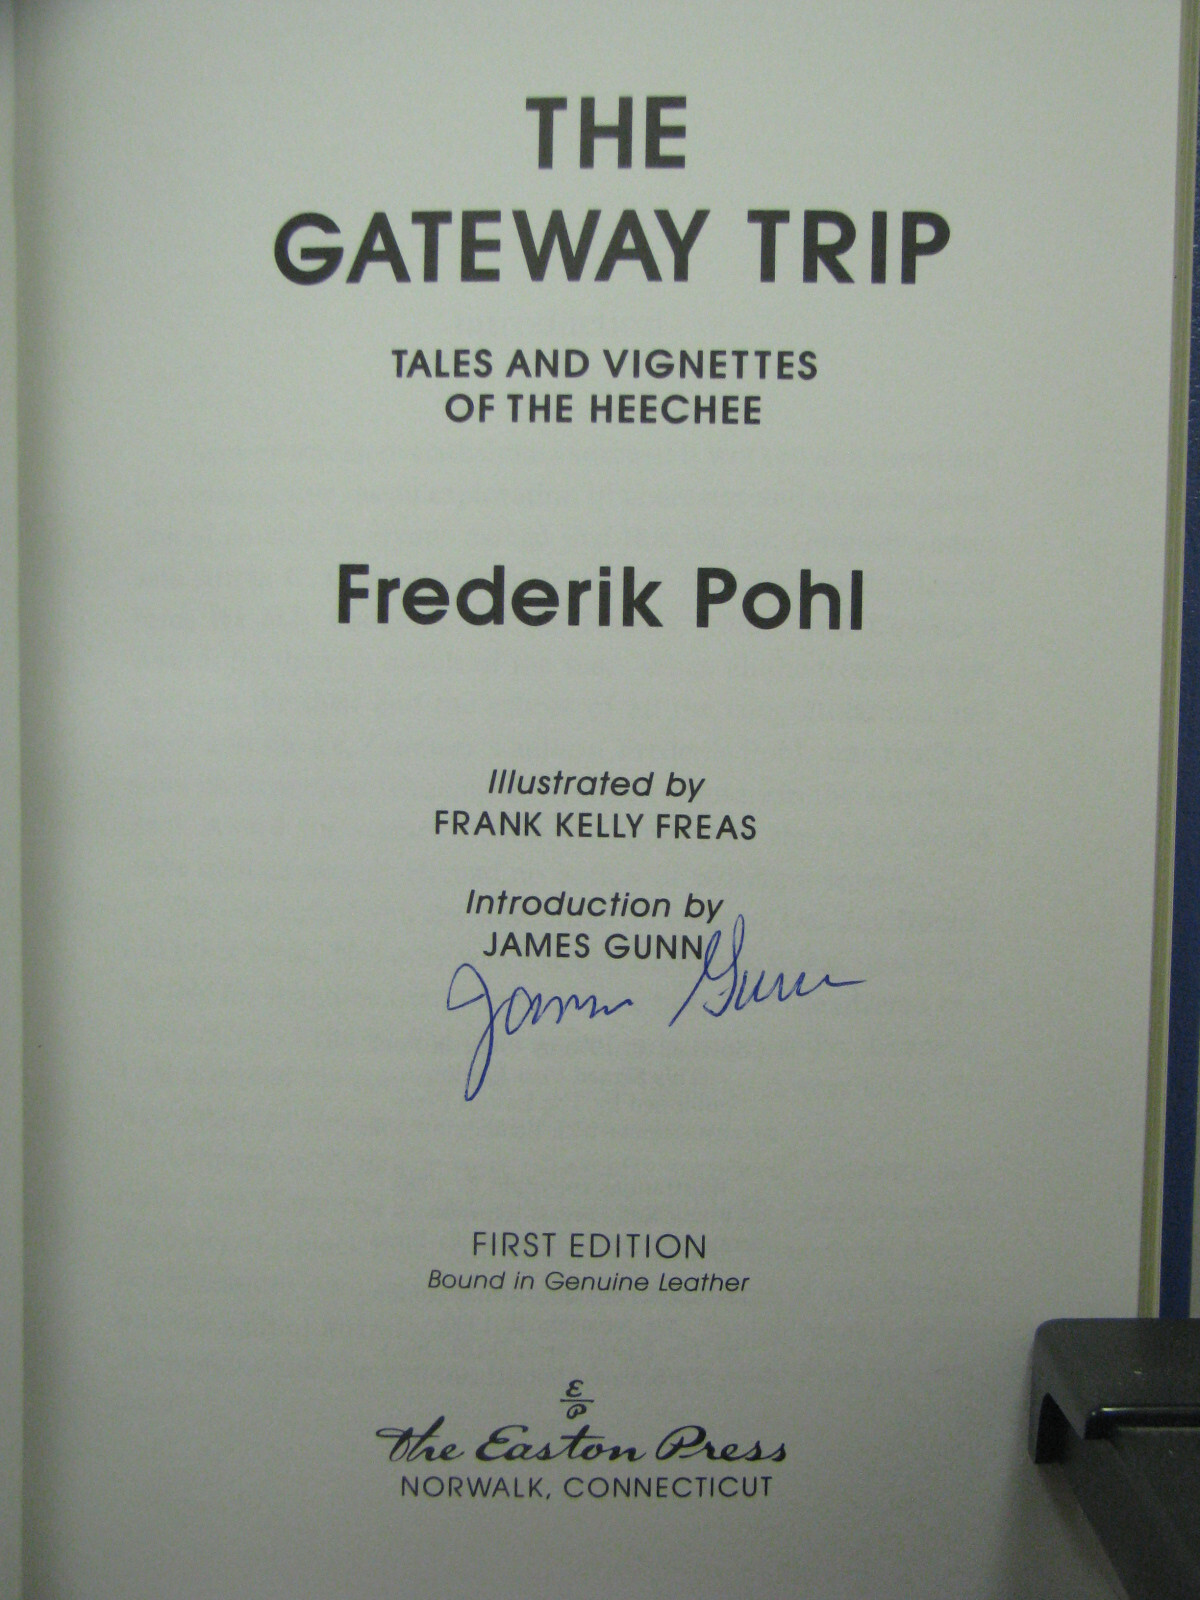 THE
GATEWAY TRIP
TALES AND VIGNETTES
OF THE HEECHEE
Frederik Pohl
Illustrated by
FRANK KELLY FREAS
Introduction by
JAMES GUNN
James Gunn
FIRST EDITION
Bound in Genuine Leather
E
P
The Easton Press
NORWALK, CONNECTICUT